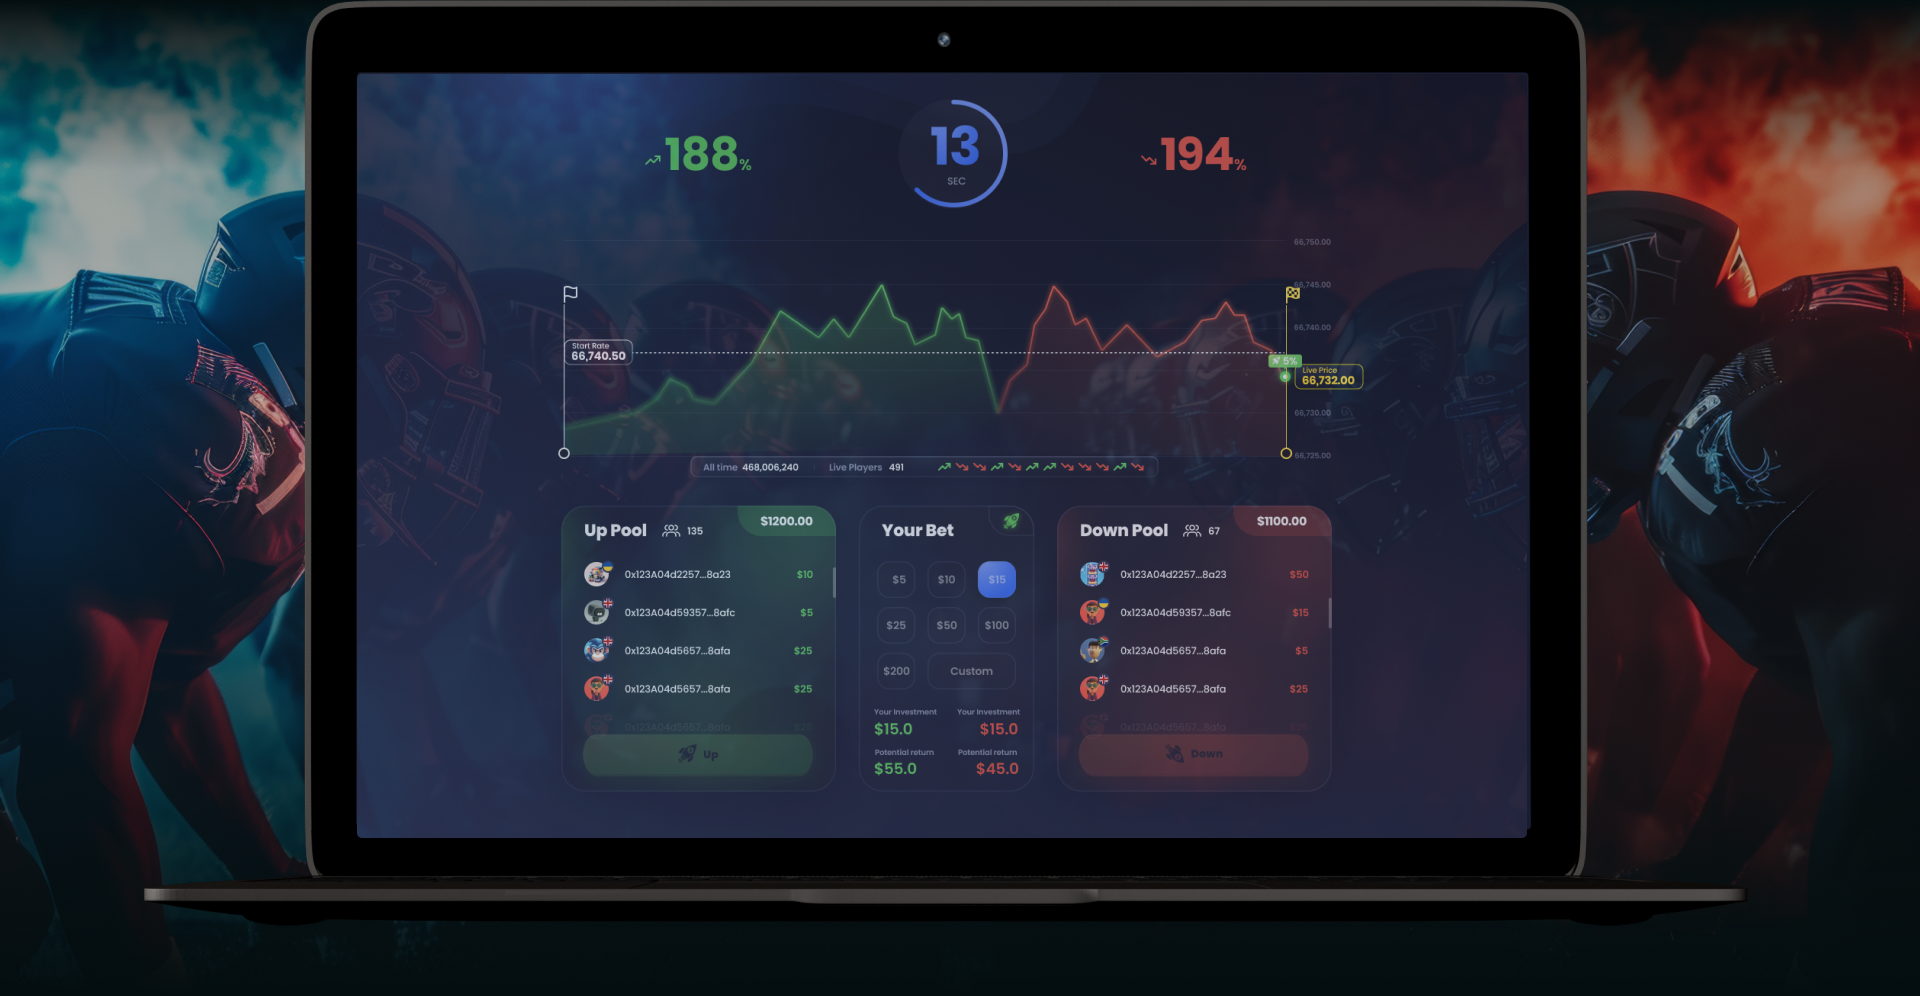 188%
13
SEC
194%
66,750.00
66,745.00
66,740.00
Start Rate
66,740.50
5%
Live Price
66,732.00
66,730.00
66,725.00
All time 468,006,240 Live Players 491
Up Pool 135 $1200.00
0x123A04d2257...8a23 $10
0x123A04d59357...8afc $5
0x123A04d5657...8afa $25
0x123A04d5657...8afa $25
0x123A04d5657...8afa
Up
Your Bet
$5 $10 $15
$25 $50 $100
$200 Custom
Your Investment Your Investment
$15.0 $15.0
Potential return Potential return
$55.0 $45.0
Down Pool 67 $1100.00
0x123A04d2257...8a23 $50
0x123A04d59357...8afc $15
0x123A04d5657...8afa $5
0x123A04d5657...8afa $25
0x123A04d5657...8afa
Down